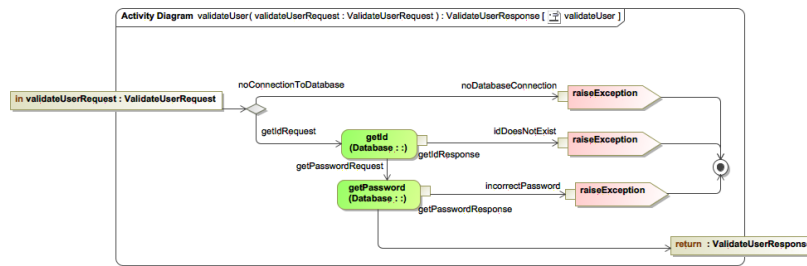 Activity Diagram validateUser( validateUserRequest : ValidateUserRequest ) : ValidateUserResponse [ validateUser ]
noConnectionToDatabase
noDatabaseConnection
raiseException
in validateUserRequest : ValidateUserRequest
getIdRequest
getId
(Database : :)
idDoesNotExist
raiseException
getIdResponse
getPasswordRequest
getPassword
(Database : :)
incorrectPassword
raiseException
getPasswordResponse
return : ValidateUserResponse